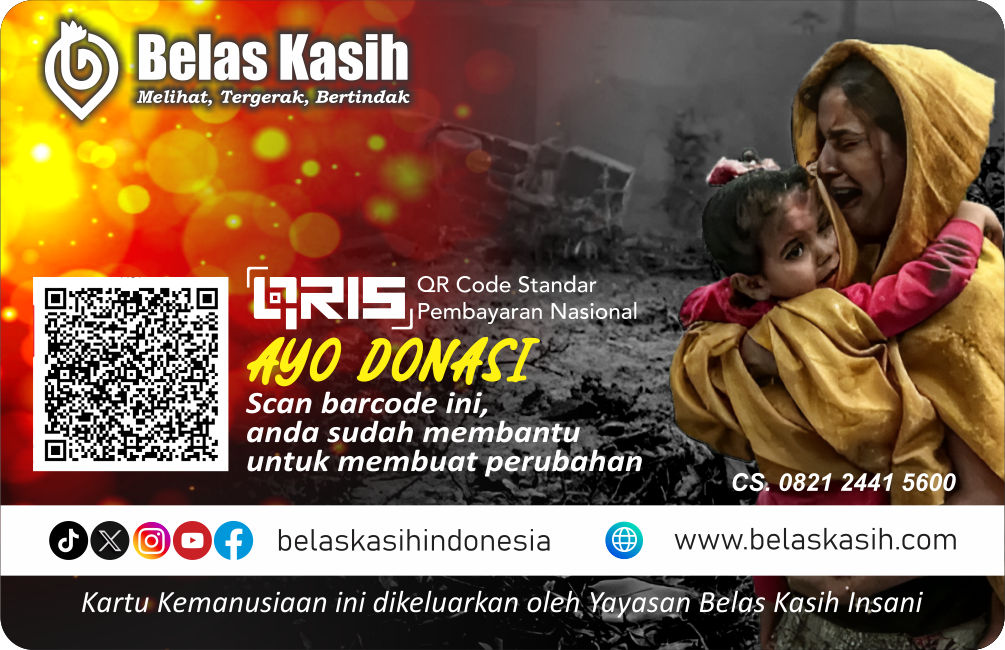 Belas Kasih
Melihat, Tergerak, Bertindak
QRIS
QR Code Standar
Pembayaran Nasional
AYO DONASI
Scan barcode ini,
anda sudah membantu
untuk membuat perubahan
CS. 0821 2441 5600
belaskasihindonesia
www.belaskasih.com
Kartu Kemanusiaan ini dikeluarkan oleh Yayasan Belas Kasih Insani